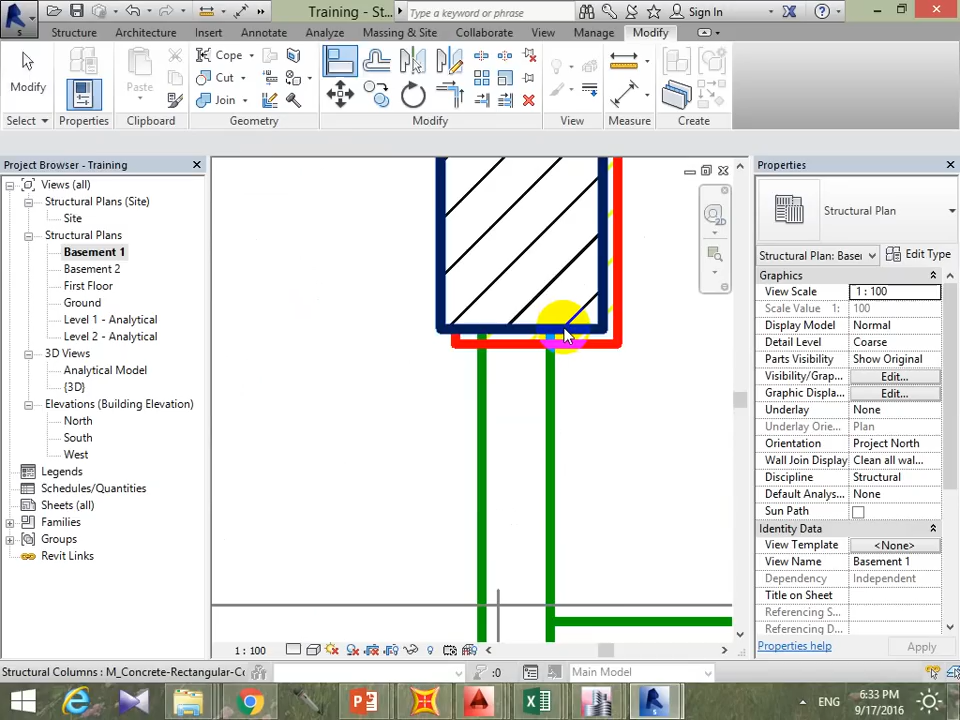 Training - St...
Type a keyword or phrase
Sign In
S
Structure
Architecture
Insert
Annotate
Analyze
Massing & Site
Collaborate
View
Manage
Modify
Modify
Properties
Paste
Cope
Cut
Join
Select
Properties
Clipboard
Geometry
Modify
View
Measure
Create
Project Browser - Training
Views (all)
Structural Plans (Site)
Site
Structural Plans
Basement 1
Basement 2
First Floor
Ground
Level 1 - Analytical
Level 2 - Analytical
3D Views
Analytical Model
{3D}
Elevations (Building Elevation)
North
South
West
Legends
Schedules/Quantities
Sheets (all)
Families
Groups
Revit Links
2D
Properties
Structural Plan
Structural Plan: Baser
Edit Type
Graphics
View Scale 1 : 100
Scale Value 1: 100
Display Model Normal
Detail Level Coarse
Parts Visibility Show Original
Visibility/Grap... Edit...
Graphic Displa... Edit...
Underlay None
Underlay Orie... Plan
Orientation Project North
Wall Join Display Clean all wal...
Discipline Structural
Default Analys... None
Sun Path
Identity Data
View Template <None>
View Name Basement 1
Dependency Independent
Title on Sheet
Referencing S...
Referencing D...
Properties help
Apply
1 : 100
Structural Columns : M_Concrete-Rectangular-Co
:0
Main Model
ENG
6:33 PM
9/17/2016